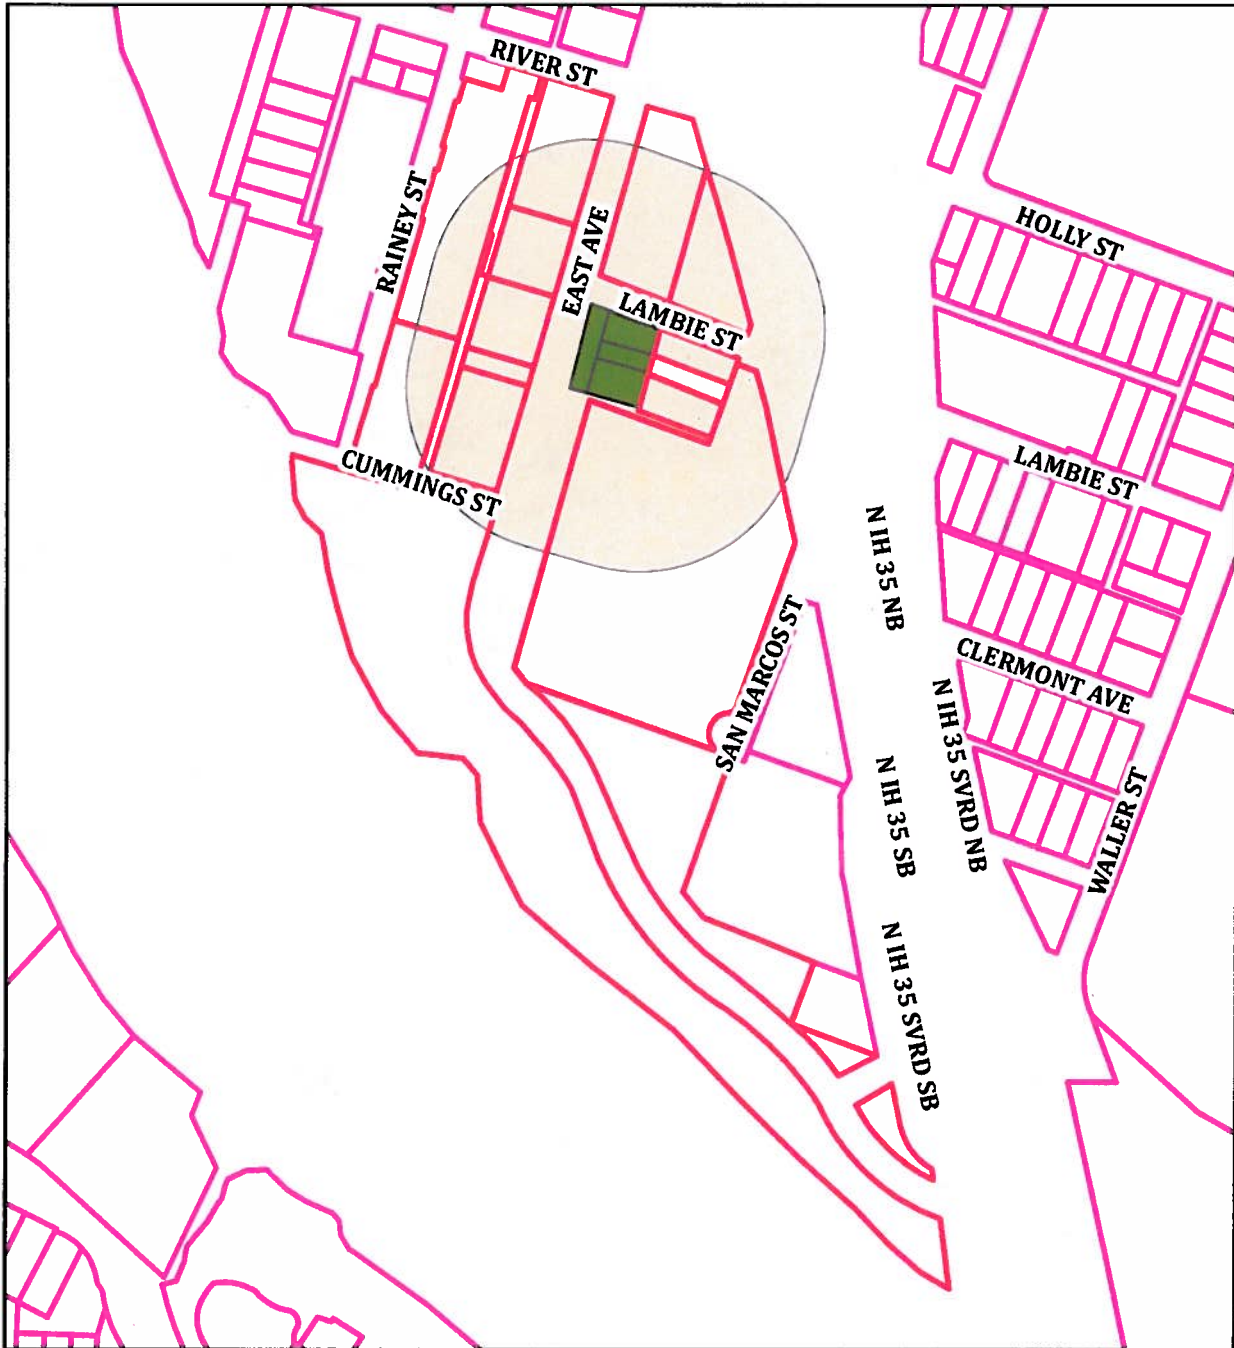 RIVER ST
RAINEY ST
EAST AVE
HOLLY ST
LAMBIE ST
CUMMINGS ST
LAMBIE ST
N IH 35 NB
SAN MARCOS ST
CLERMONT AVE
N IH 35 SVRD NB
N IH 35 SB
WALLER ST
N IH 35 SVRD SB